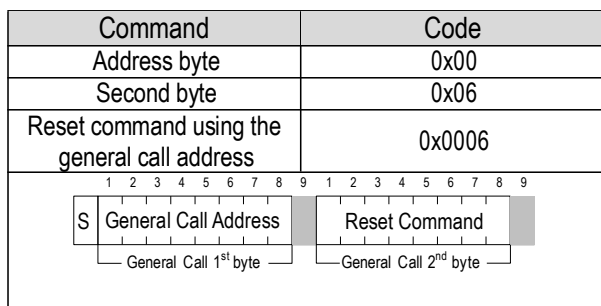 Command Code
Address byte 0x00
Second byte 0x06
Reset command using the
general call address 0x0006
1 2 3 4 5 6 7 8 9 1 2 3 4 5 6 7 8 9
S General Call Address Reset Command
General Call 1st byte General Call 2nd byte